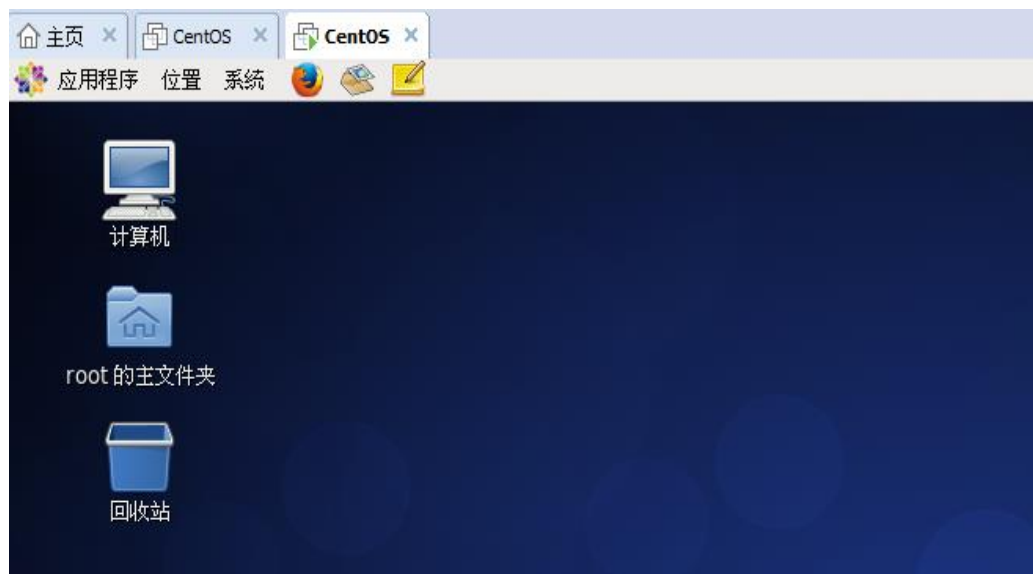 主页 CentOS CentOS
应用程序 位置 系统
计算机
root 的主文件夹
回收站